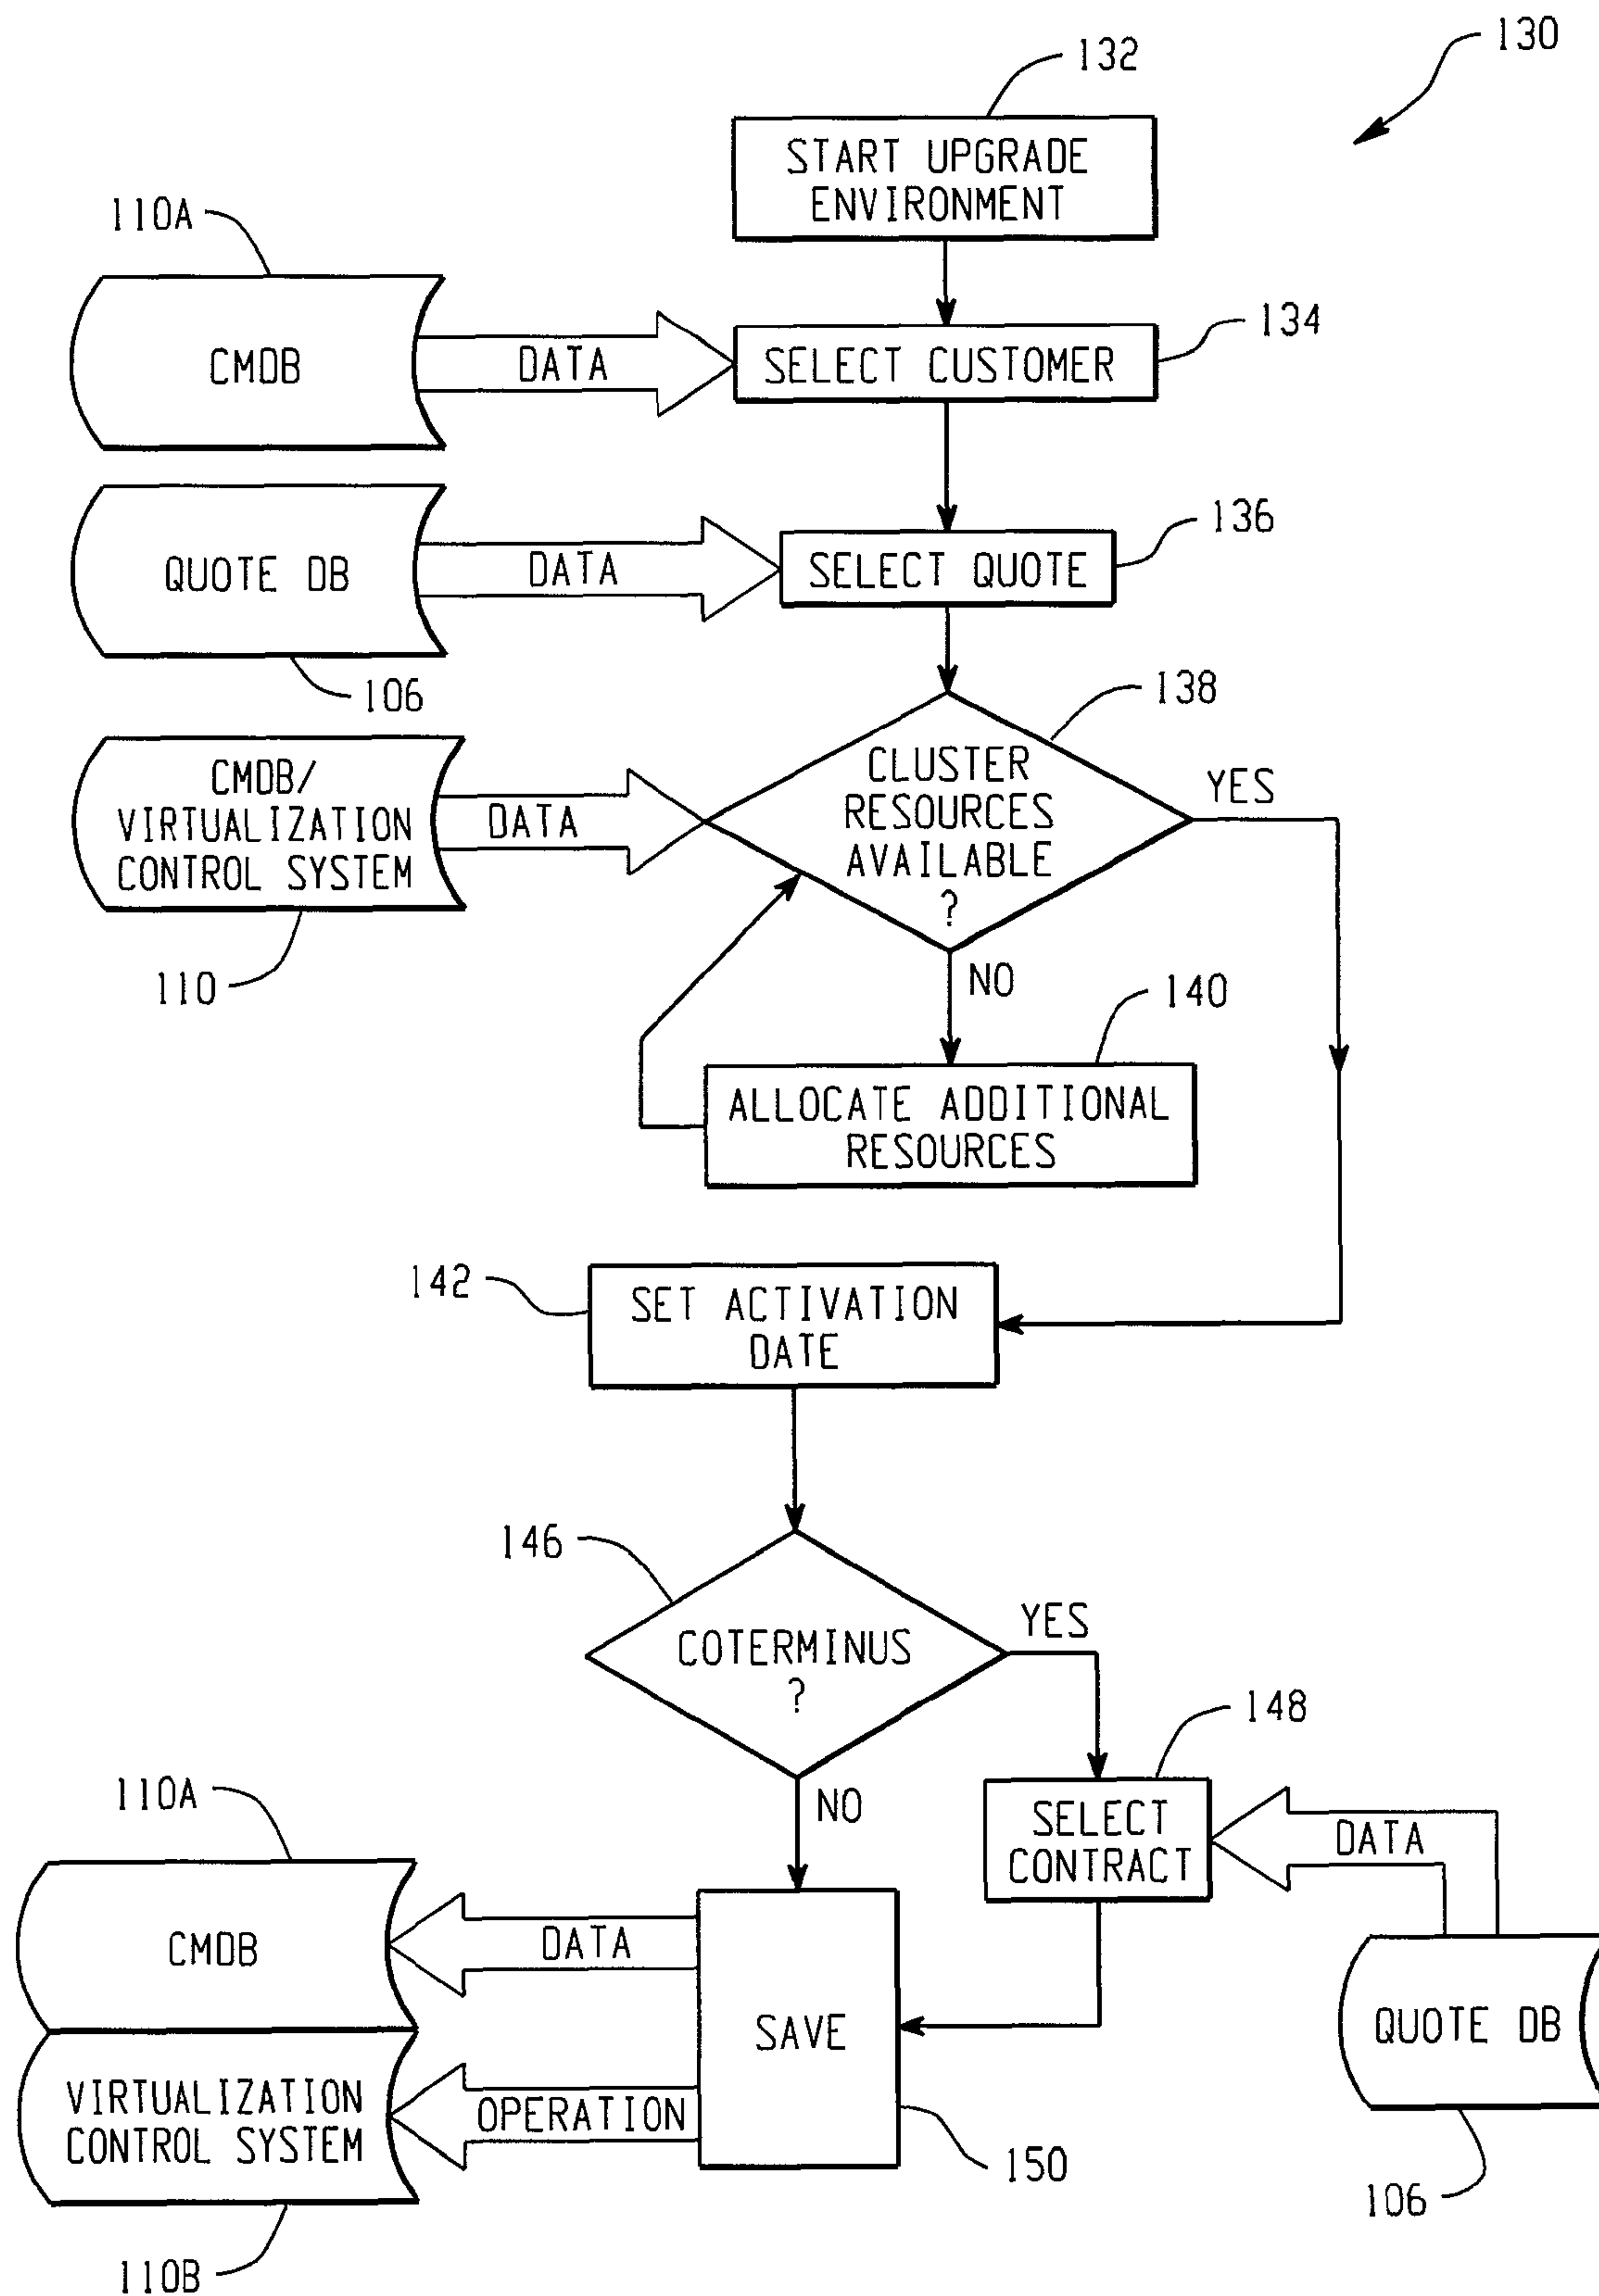 130
132
START UPGRADE
ENVIRONMENT
110A
CMDB
DATA
SELECT CUSTOMER
134
QUOTE DB
DATA
SELECT QUOTE
136
106
138
CMDB/
VIRTUALIZATION
CONTROL SYSTEM
DATA
CLUSTER
RESOURCES
AVAILABLE
?
YES
110
NO
140
ALLOCATE ADDITIONAL
RESOURCES
142
SET ACTIVATION
DATE
146
COTERMINUS
?
YES
148
NO
SELECT
CONTRACT
DATA
110A
CMDB
DATA
SAVE
QUOTE DB
VIRTUALIZATION
CONTROL SYSTEM
OPERATION
150
106
110B